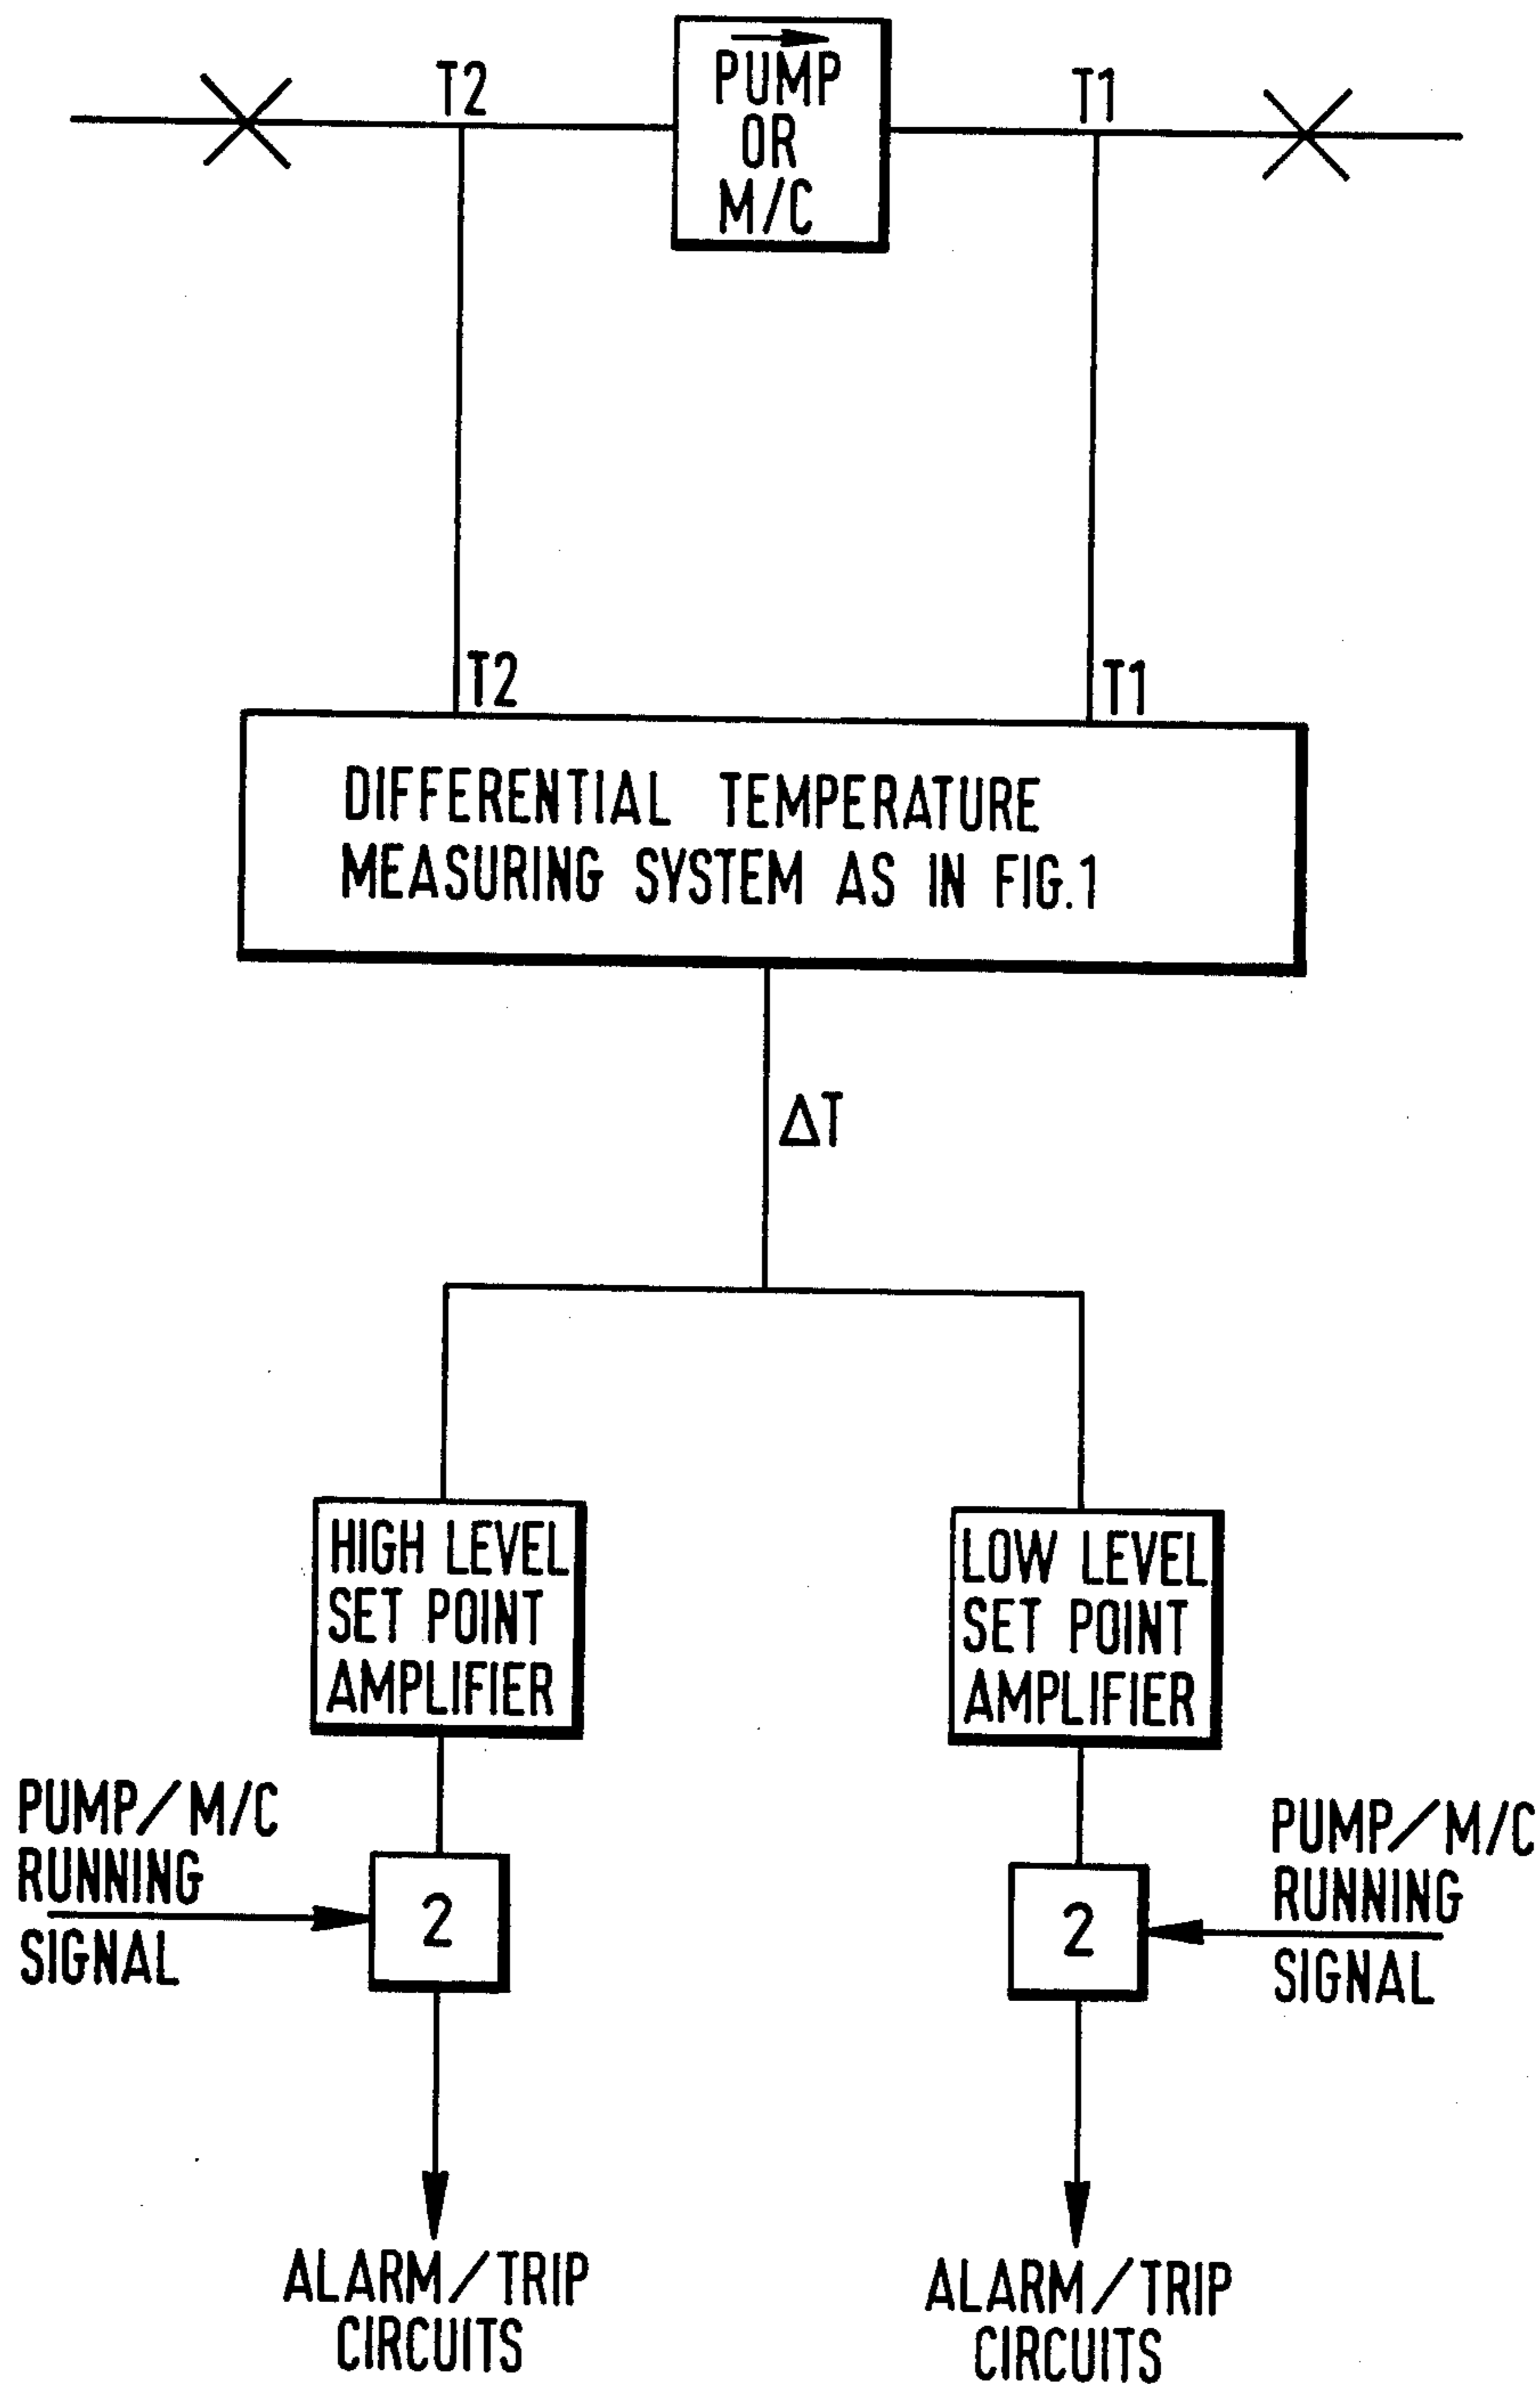 T2
PUMP
OR
M/C
T1
T2
T1
DIFFERENTIAL TEMPERATURE
MEASURING SYSTEM AS IN FIG.1
ΔT
HIGH LEVEL
SET POINT
AMPLIFIER
LOW LEVEL
SET POINT
AMPLIFIER
PUMP/M/C
RUNNING
SIGNAL
2
2
PUMP/M/C
RUNNING
SIGNAL
ALARM/TRIP
CIRCUITS
ALARM/TRIP
CIRCUITS